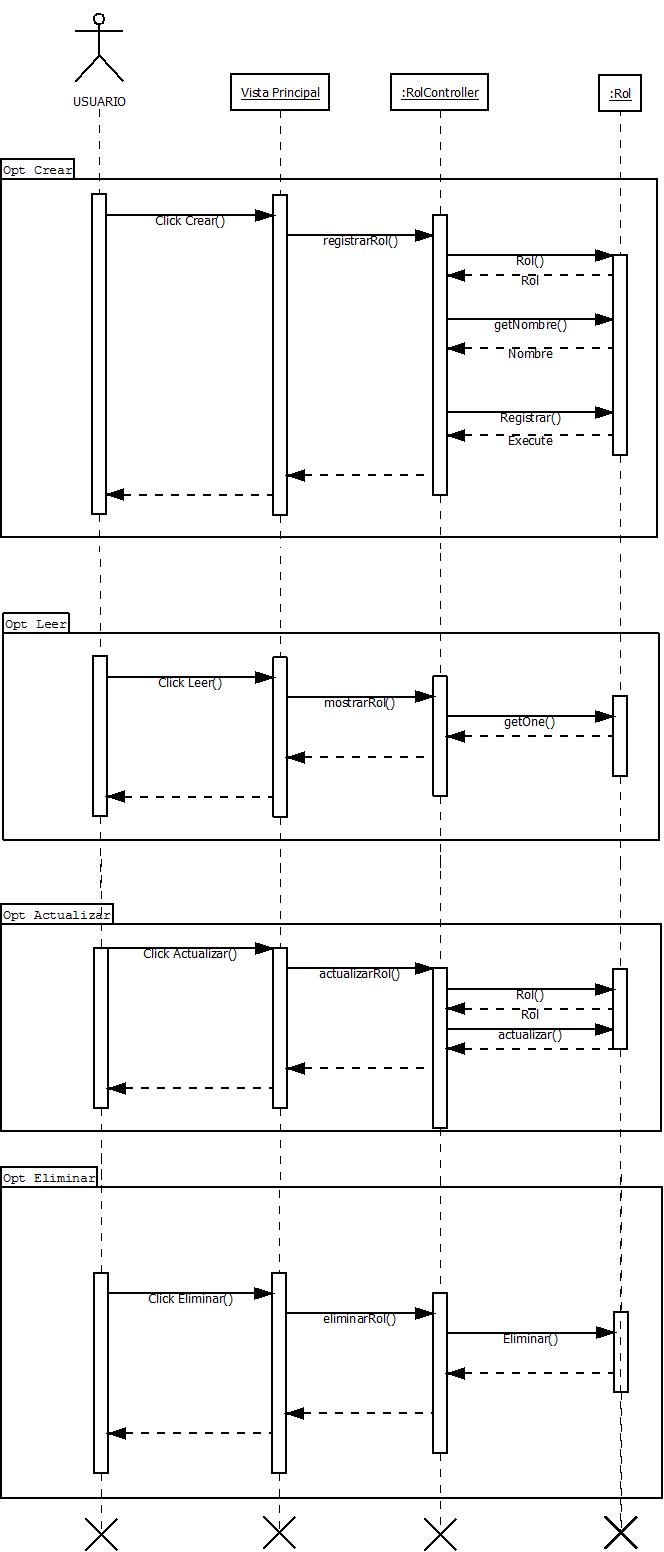 USUARIO
Vista Principal
:RolController
:Rol
Opt Crear
Click Crear()
registrarRol()
Rol()
Rol
getNombre()
Nombre
Registrar()
Execute
Opt Leer
Click Leer()
mostrarRol()
getOne()
Opt Actualizar
Click Actualizar()
actualizarRol()
Rol()
Rol
actualizar()
Opt Eliminar
Click Eliminar()
eliminarRol()
Eliminar()